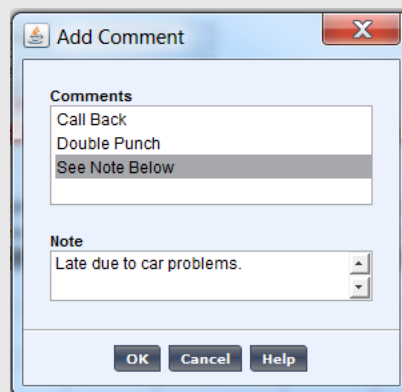 Add Comment
Comments
Call Back
Double Punch
See Note Below
Note
Late due to car problems.
OK Cancel Help